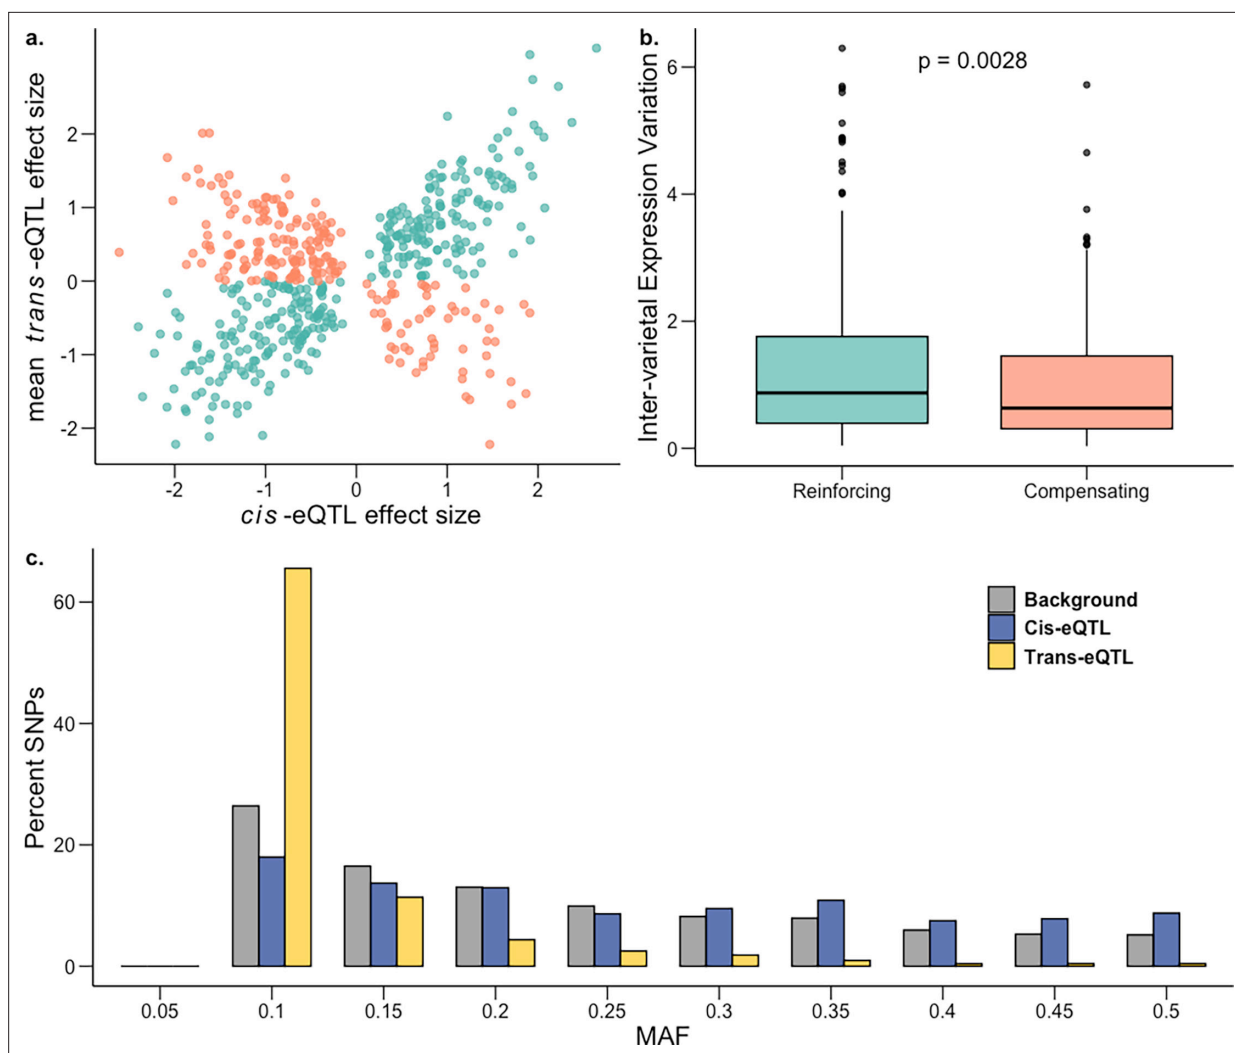 a.
mean trans -eQTL effect size
2
1
0
-1
-2
-2 -1 0 1 2
cis -eQTL effect size
b.
p = 0.0028
Inter-varietal Expression Variation
6
4
2
0
Reinforcing Compensating
c.
Percent SNPs
60
40
20
0
Background
Cis-eQTL
Trans-eQTL
0.05 0.1 0.15 0.2 0.25 0.3 0.35 0.4 0.45 0.5
MAF